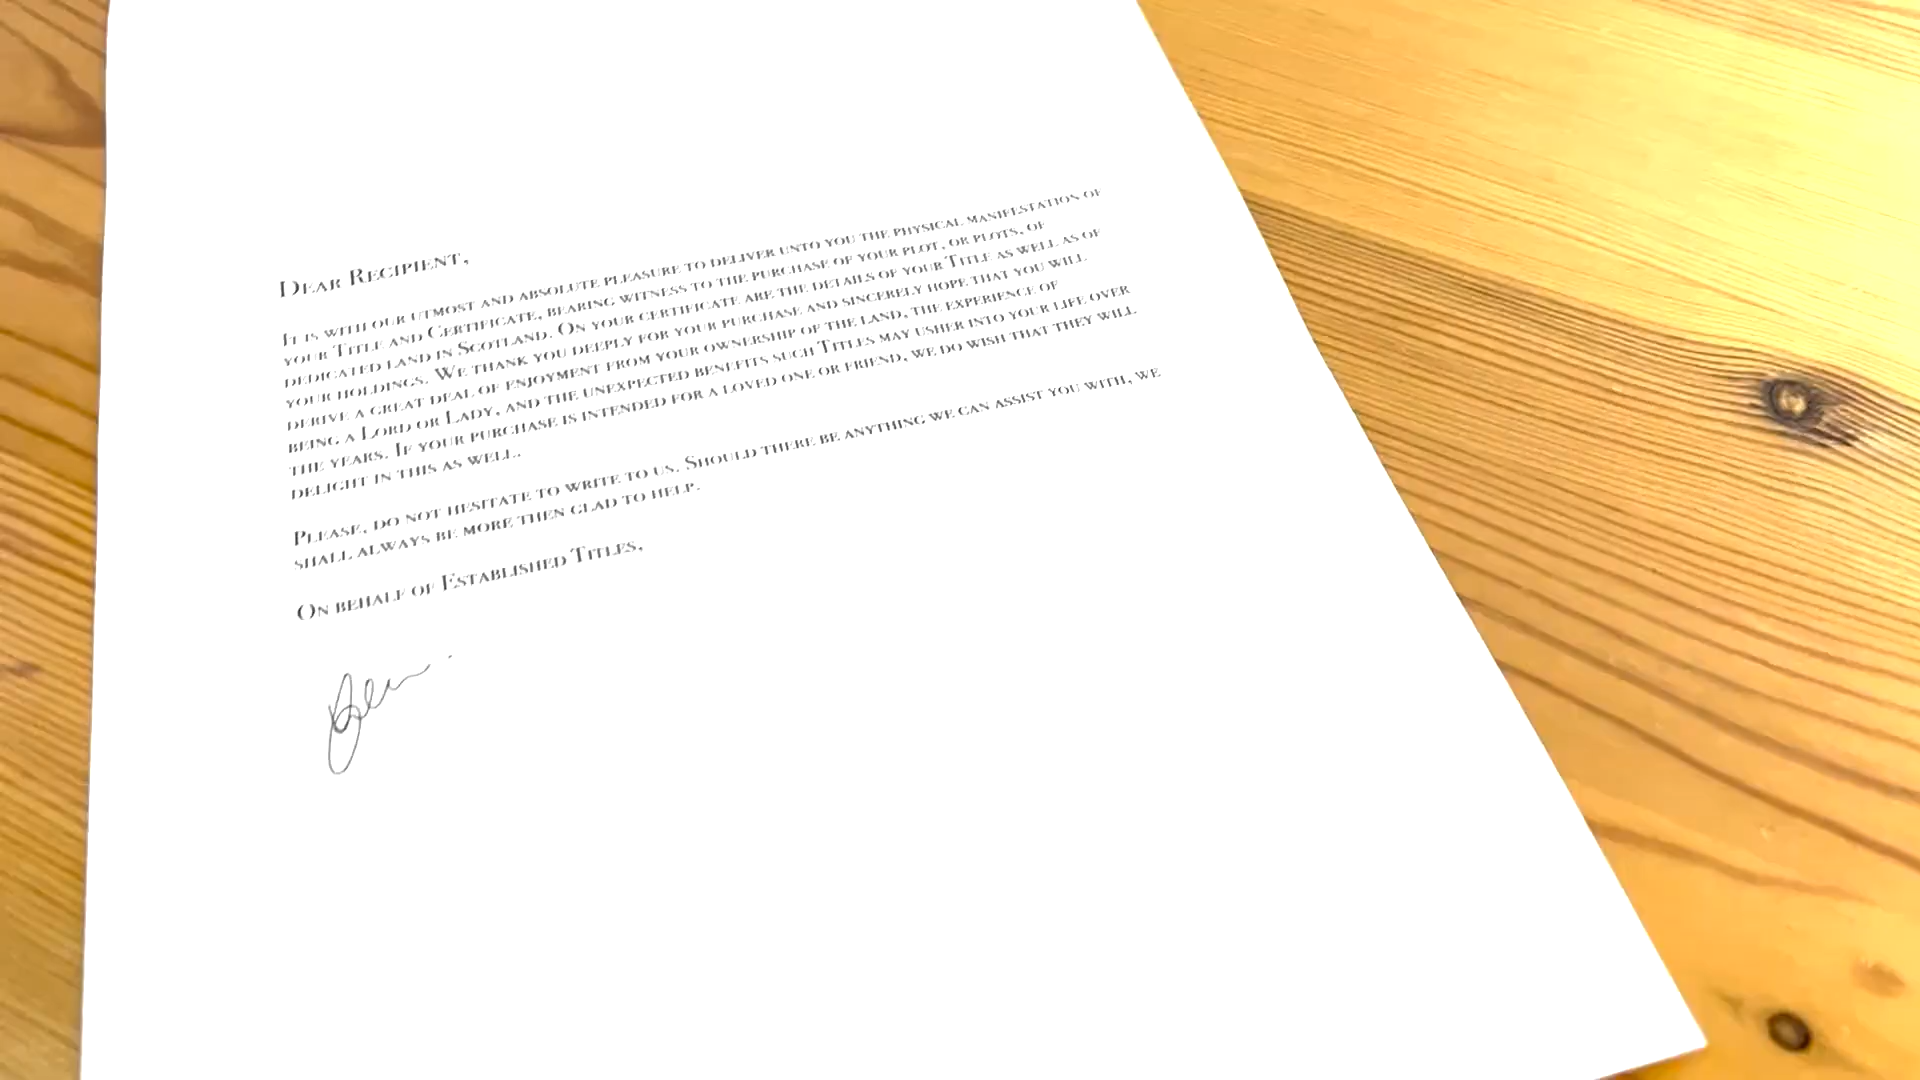 Dear Recipient,
It is with our utmost and absolute pleasure to deliver unto you the physical manifestation of
your Title and Certificate, bearing witness to the purchase of your plot, or plots, of
dedicated land in Scotland. On your certificate are the details of your Title as well as of
your holdings. We thank you deeply for your purchase and sincerely hope that you will
derive a great deal of enjoyment from your ownership of the land, the experience of
being a Lord or Lady, and the unexpected benefits such Titles may usher into your life over
the years. If your purchase is intended for a loved one or friend, we do wish that they will
delight in this as well.
Please, do not hesitate to write to us. Should there be anything we can assist you with, we
shall always be more then glad to help.
On behalf of Established Titles,